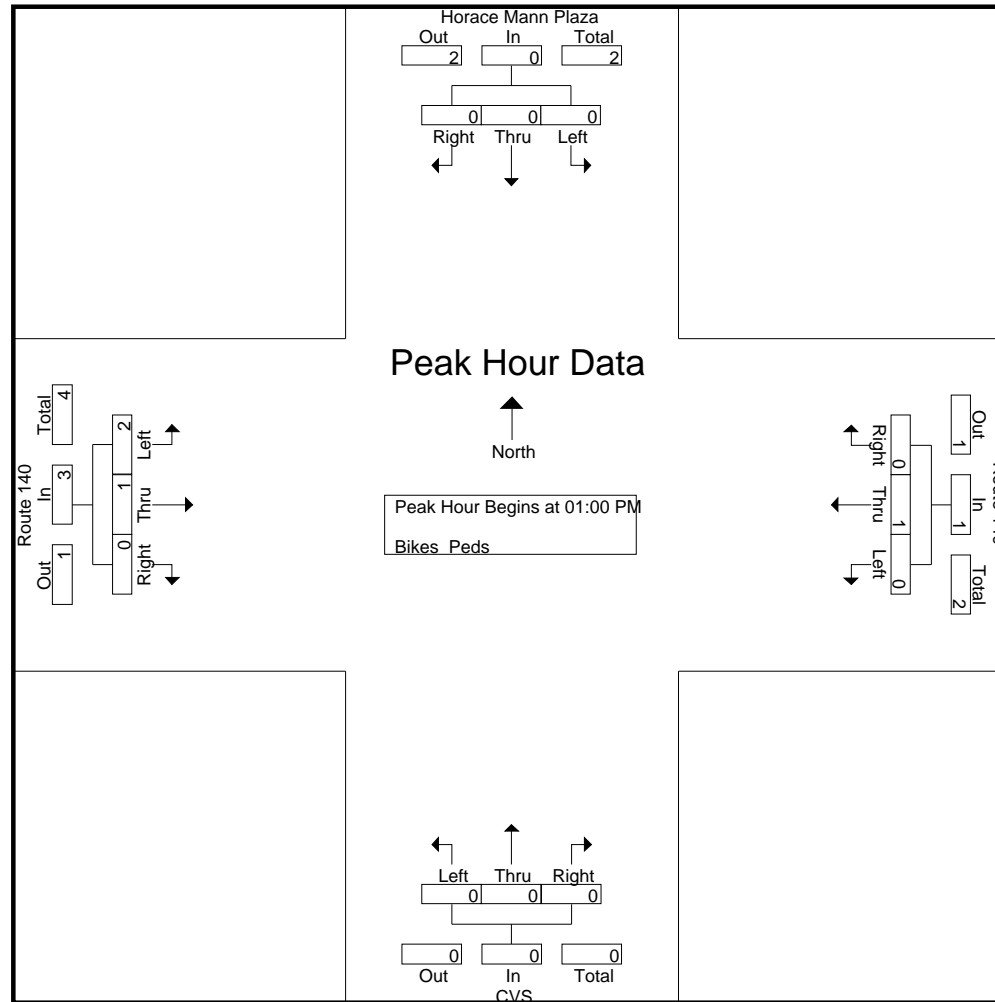 Horace Mann Plaza
Out In Total
2 0 2
0 0 0
Right Thru Left
Peak Hour Data
North
Peak Hour Begins at 01:00 PM
Bikes Peds
Route 140
Total In Out
4 3 1
2 1 0
Left Thru Right
Right Thru Left
0 1 0
Out In Total
1 1 2
Left Thru Right
0 0 0
0 0 0
Out In Total
CVS